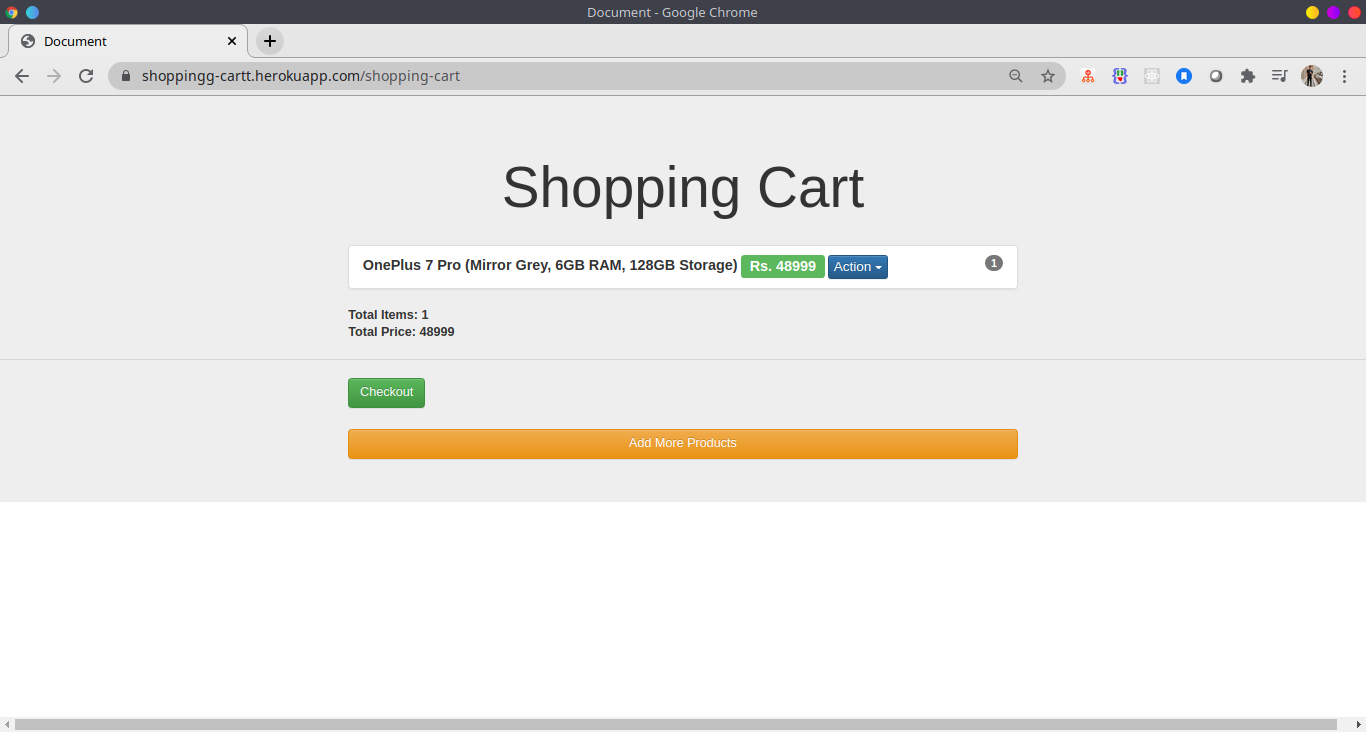 Document - Google Chrome
Document
shoppingg-cartt.herokuapp.com/shopping-cart
Shopping Cart
OnePlus 7 Pro (Mirror Grey, 6GB RAM, 128GB Storage) Rs. 48999 Action 1
Total Items: 1
Total Price: 48999
Checkout
Add More Products